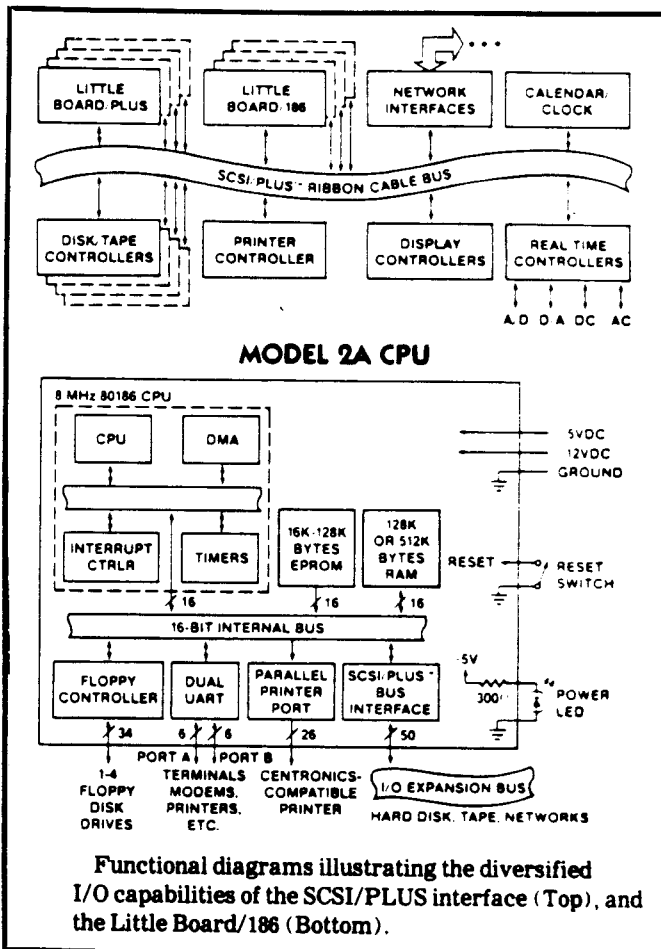 LITTLE
BOARD/PLUS
LITTLE
BOARD/186
NETWORK
INTERFACES
CALENDAR/
CLOCK
SCSI/PLUS™ RIBBON CABLE BUS
DISK/TAPE
CONTROLLERS
PRINTER
CONTROLLER
DISPLAY
CONTROLLERS
REAL TIME
CONTROLLERS
A/D D/A DC AC
MODEL 2A CPU
8 MHz 80186 CPU
CPU
DMA
INTERRUPT
CTRLR
TIMERS
16K-128K
BYTES
EPROM
128K
OR 512K
BYTES
RAM
5VDC
12VDC
GROUND
RESET
RESET
SWITCH
16
16
16
16-BIT INTERNAL BUS
FLOPPY
CONTROLLER
DUAL
UART
PARALLEL
PRINTER
PORT
SCSI/PLUS™
BUS
INTERFACE
5V
300
POWER
LED
34
6
6
26
50
PORT A
PORT B
1-4
FLOPPY
DISK
DRIVES
TERMINALS
MODEMS,
PRINTERS,
ETC.
CENTRONICS-
COMPATIBLE
PRINTER
I/O EXPANSION BUS
HARD DISK, TAPE, NETWORKS
Functional diagrams illustrating the diversified
I/O capabilities of the SCSI/PLUS interface (Top), and
the Little Board/186 (Bottom).